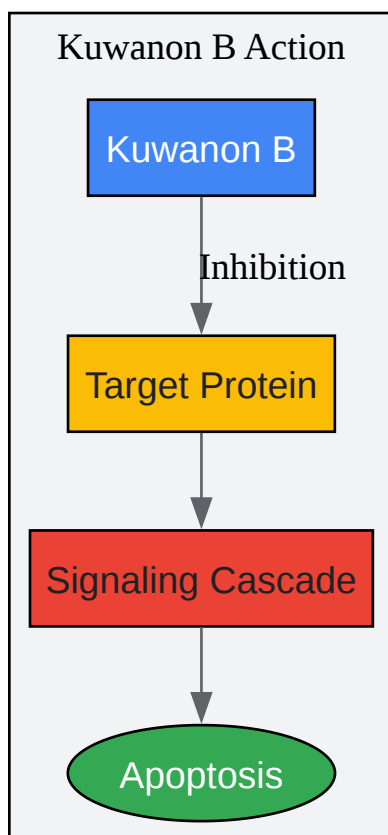 Kuwanon B Action
Kuwanon B
Inhibition
Target Protein
Signaling Cascade
Apoptosis